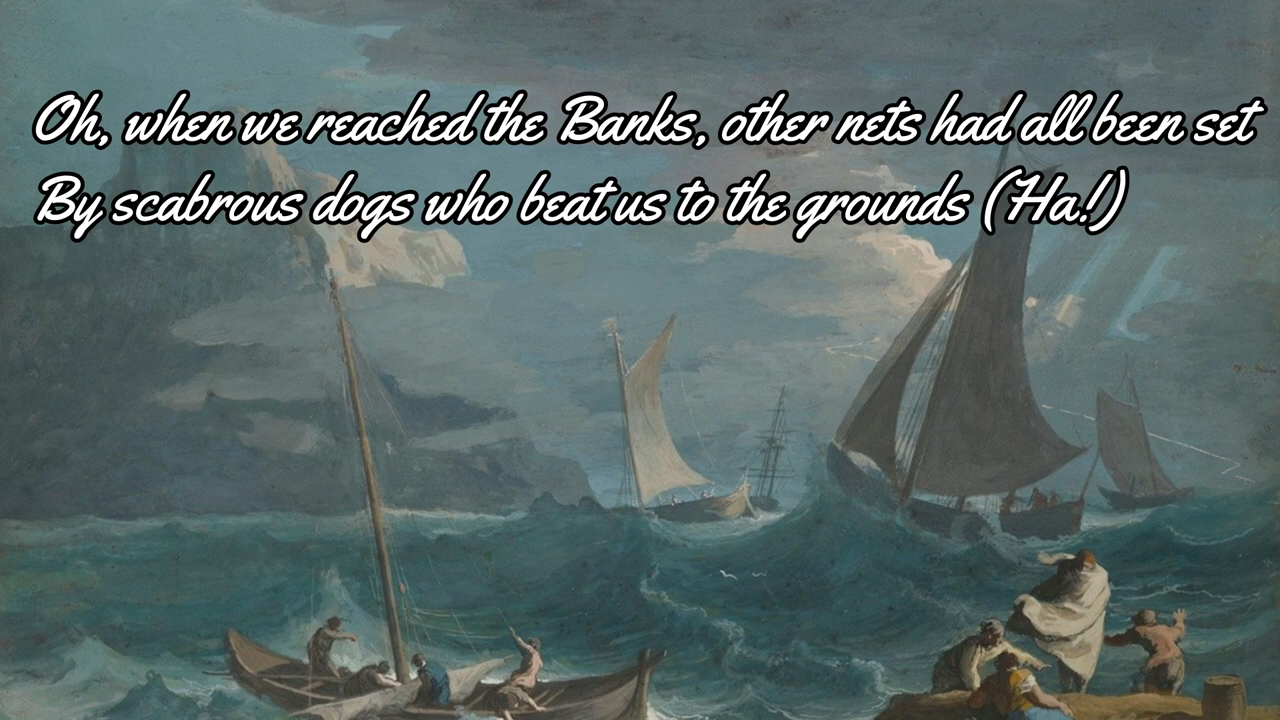 Oh, when we reached the Banks, other nets had all been set
By scabrous dogs who beat us to the grounds (Ha!)